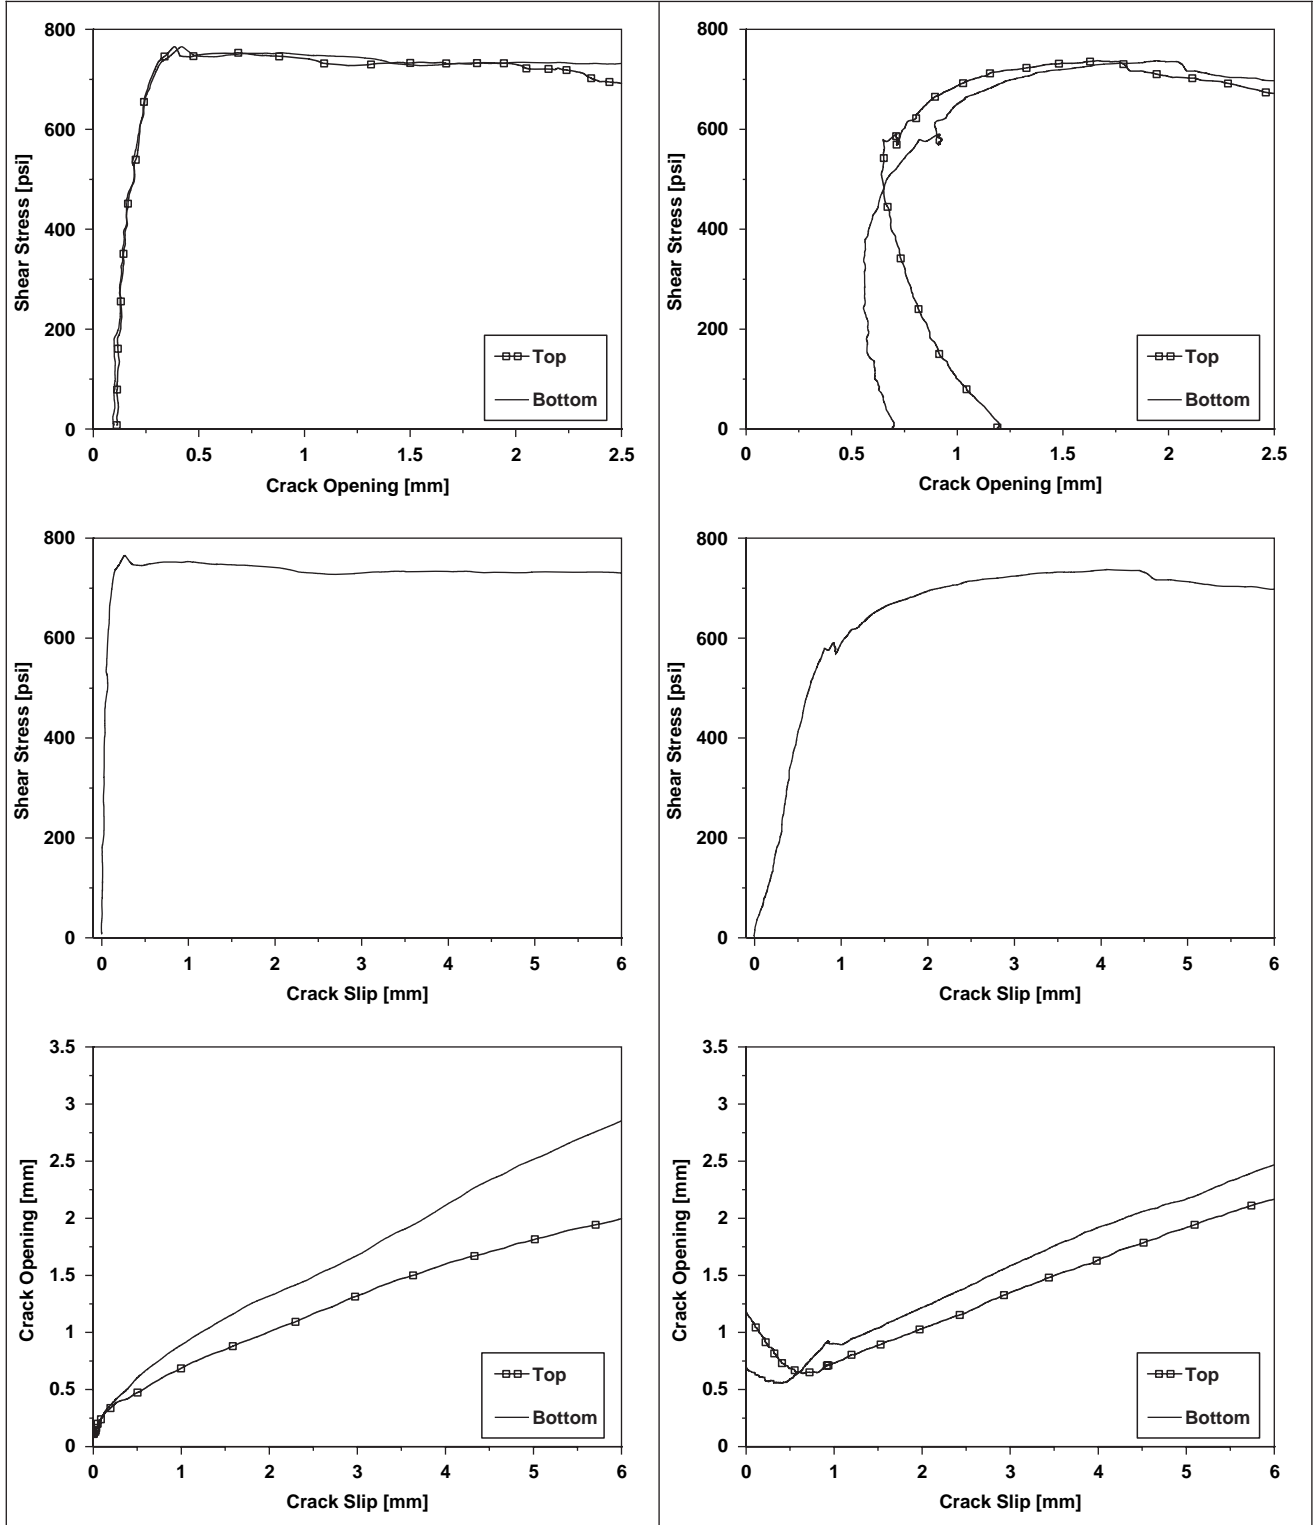 800
600
400
200
0
Shear Stress [psi]
Top
Bottom
0 0.5 1 1.5 2 2.5
Crack Opening [mm]
800
600
400
200
0
Shear Stress [psi]
Top
Bottom
0 0.5 1 1.5 2 2.5
Crack Opening [mm]
800
600
400
200
0
Shear Stress [psi]
0 1 2 3 4 5 6
Crack Slip [mm]
800
600
400
200
0
Shear Stress [psi]
0 1 2 3 4 5 6
Crack Slip [mm]
3.5
3
2.5
2
1.5
1
0.5
0
Crack Opening [mm]
Top
Bottom
0 1 2 3 4 5 6
Crack Slip [mm]
3.5
3
2.5
2
1.5
1
0.5
0
Crack Opening [mm]
Top
Bottom
0 1 2 3 4 5 6
Crack Slip [mm]